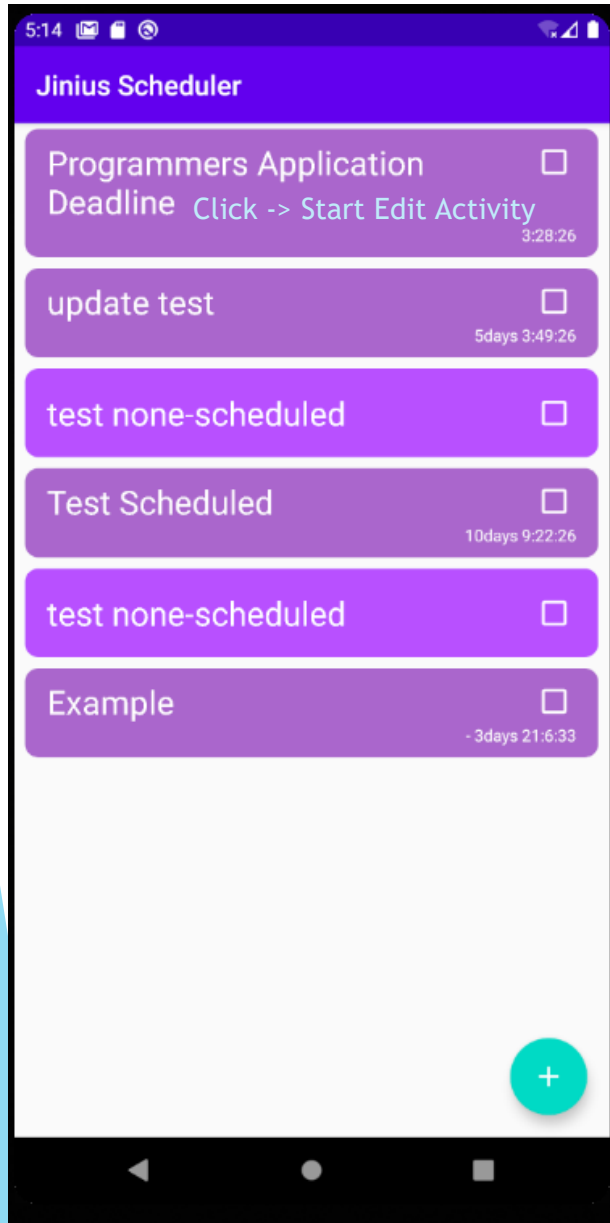 5:14
Jinius Scheduler
Programmers Application
Deadline
Click -> Start Edit Activity
3:28:26
update test
5days 3:49:26
test none-scheduled
Test Scheduled
10days 9:22:26
test none-scheduled
Example
- 3days 21:6:33
+